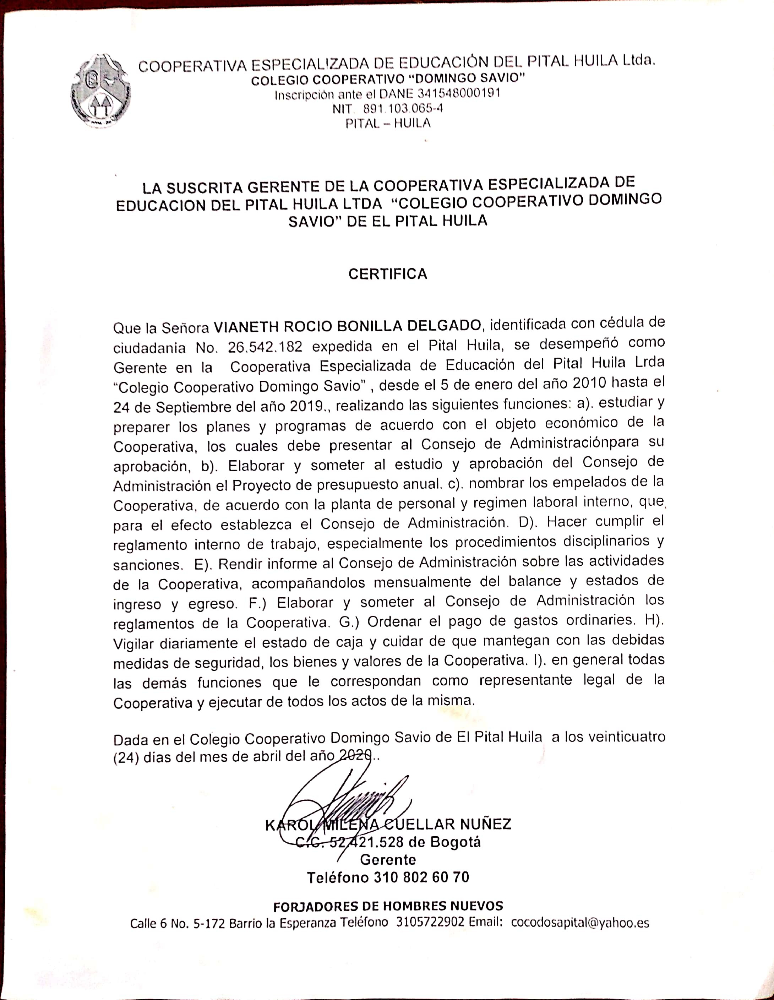 COOPERATIVA ESPECIALIZADA DE EDUCACIÓN DEL PITAL HUILA Ltda.
COLEGIO COOPERATIVO “DOMINGO SAVIO”
Inscripción ante el DANE 341548000191
NIT. 891.103.065-4
PITAL – HUILA
LA SUSCRITA GERENTE DE LA COOPERATIVA ESPECIALIZADA DE
EDUCACION DEL PITAL HUILA LTDA “COLEGIO COOPERATIVO DOMINGO
SAVIO” DE EL PITAL HUILA
CERTIFICA
Que la Señora VIANETH ROCIO BONILLA DELGADO, identificada con cédula de
ciudadania No. 26.542.182 expedida en el Pital Huila, se desempeñó como
Gerente en la Cooperativa Especializada de Educación del Pital Huila Lrda
“Colegio Cooperativo Domingo Savio” , desde el 5 de enero del año 2010 hasta el
24 de Septiembre del año 2019., realizando las siguientes funciones: a). estudiar y
preparer los planes y programas de acuerdo con el objeto económico de la
Cooperativa, los cuales debe presentar al Consejo de Administraciónpara su
aprobación, b). Elaborar y someter al estudio y aprobación del Consejo de
Administración el Proyecto de presupuesto anual. c). nombrar los empelados de la
Cooperativa, de acuerdo con la planta de personal y regimen laboral interno, que
para el efecto establezca el Consejo de Administración. D). Hacer cumplir el
reglamento interno de trabajo, especialmente los procedimientos disciplinarios y
sanciones. E). Rendir informe al Consejo de Administración sobre las actividades
de la Cooperativa, acompañandolos mensualmente del balance y estados de
ingreso y egreso. F.) Elaborar y someter al Consejo de Administración los
reglamentos de la Cooperativa. G.) Ordenar el pago de gastos ordinaries. H).
Vigilar diariamente el estado de caja y cuidar de que mantegan con las debidas
medidas de seguridad, los bienes y valores de la Cooperativa. I). en general todas
las demás funciones que le correspondan como representante legal de la
Cooperativa y ejecutar de todos los actos de la misma.
Dada en el Colegio Cooperativo Domingo Savio de El Pital Huila a los veinticuatro
(24) días del mes de abril del año 2020..
KAROL MILENA CUELLAR NUÑEZ
C.C. 52.421.528 de Bogotá
Gerente
Teléfono 310 802 60 70
FORJADORES DE HOMBRES NUEVOS
Calle 6 No. 5-172 Barrio la Esperanza Teléfono 3105722902 Email: cocodosapital@yahoo.es